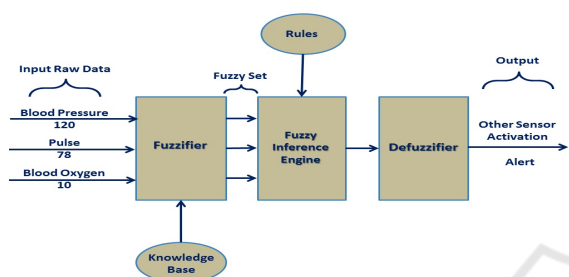 Rules
Input Raw Data
Fuzzy Set
Output
Blood Pressure
120
Pulse
78
Blood Oxygen
10
Fuzzifier
Fuzzy
Inference
Engine
Defuzzifier
Other Sensor
Activation
Alert
Knowledge
Base